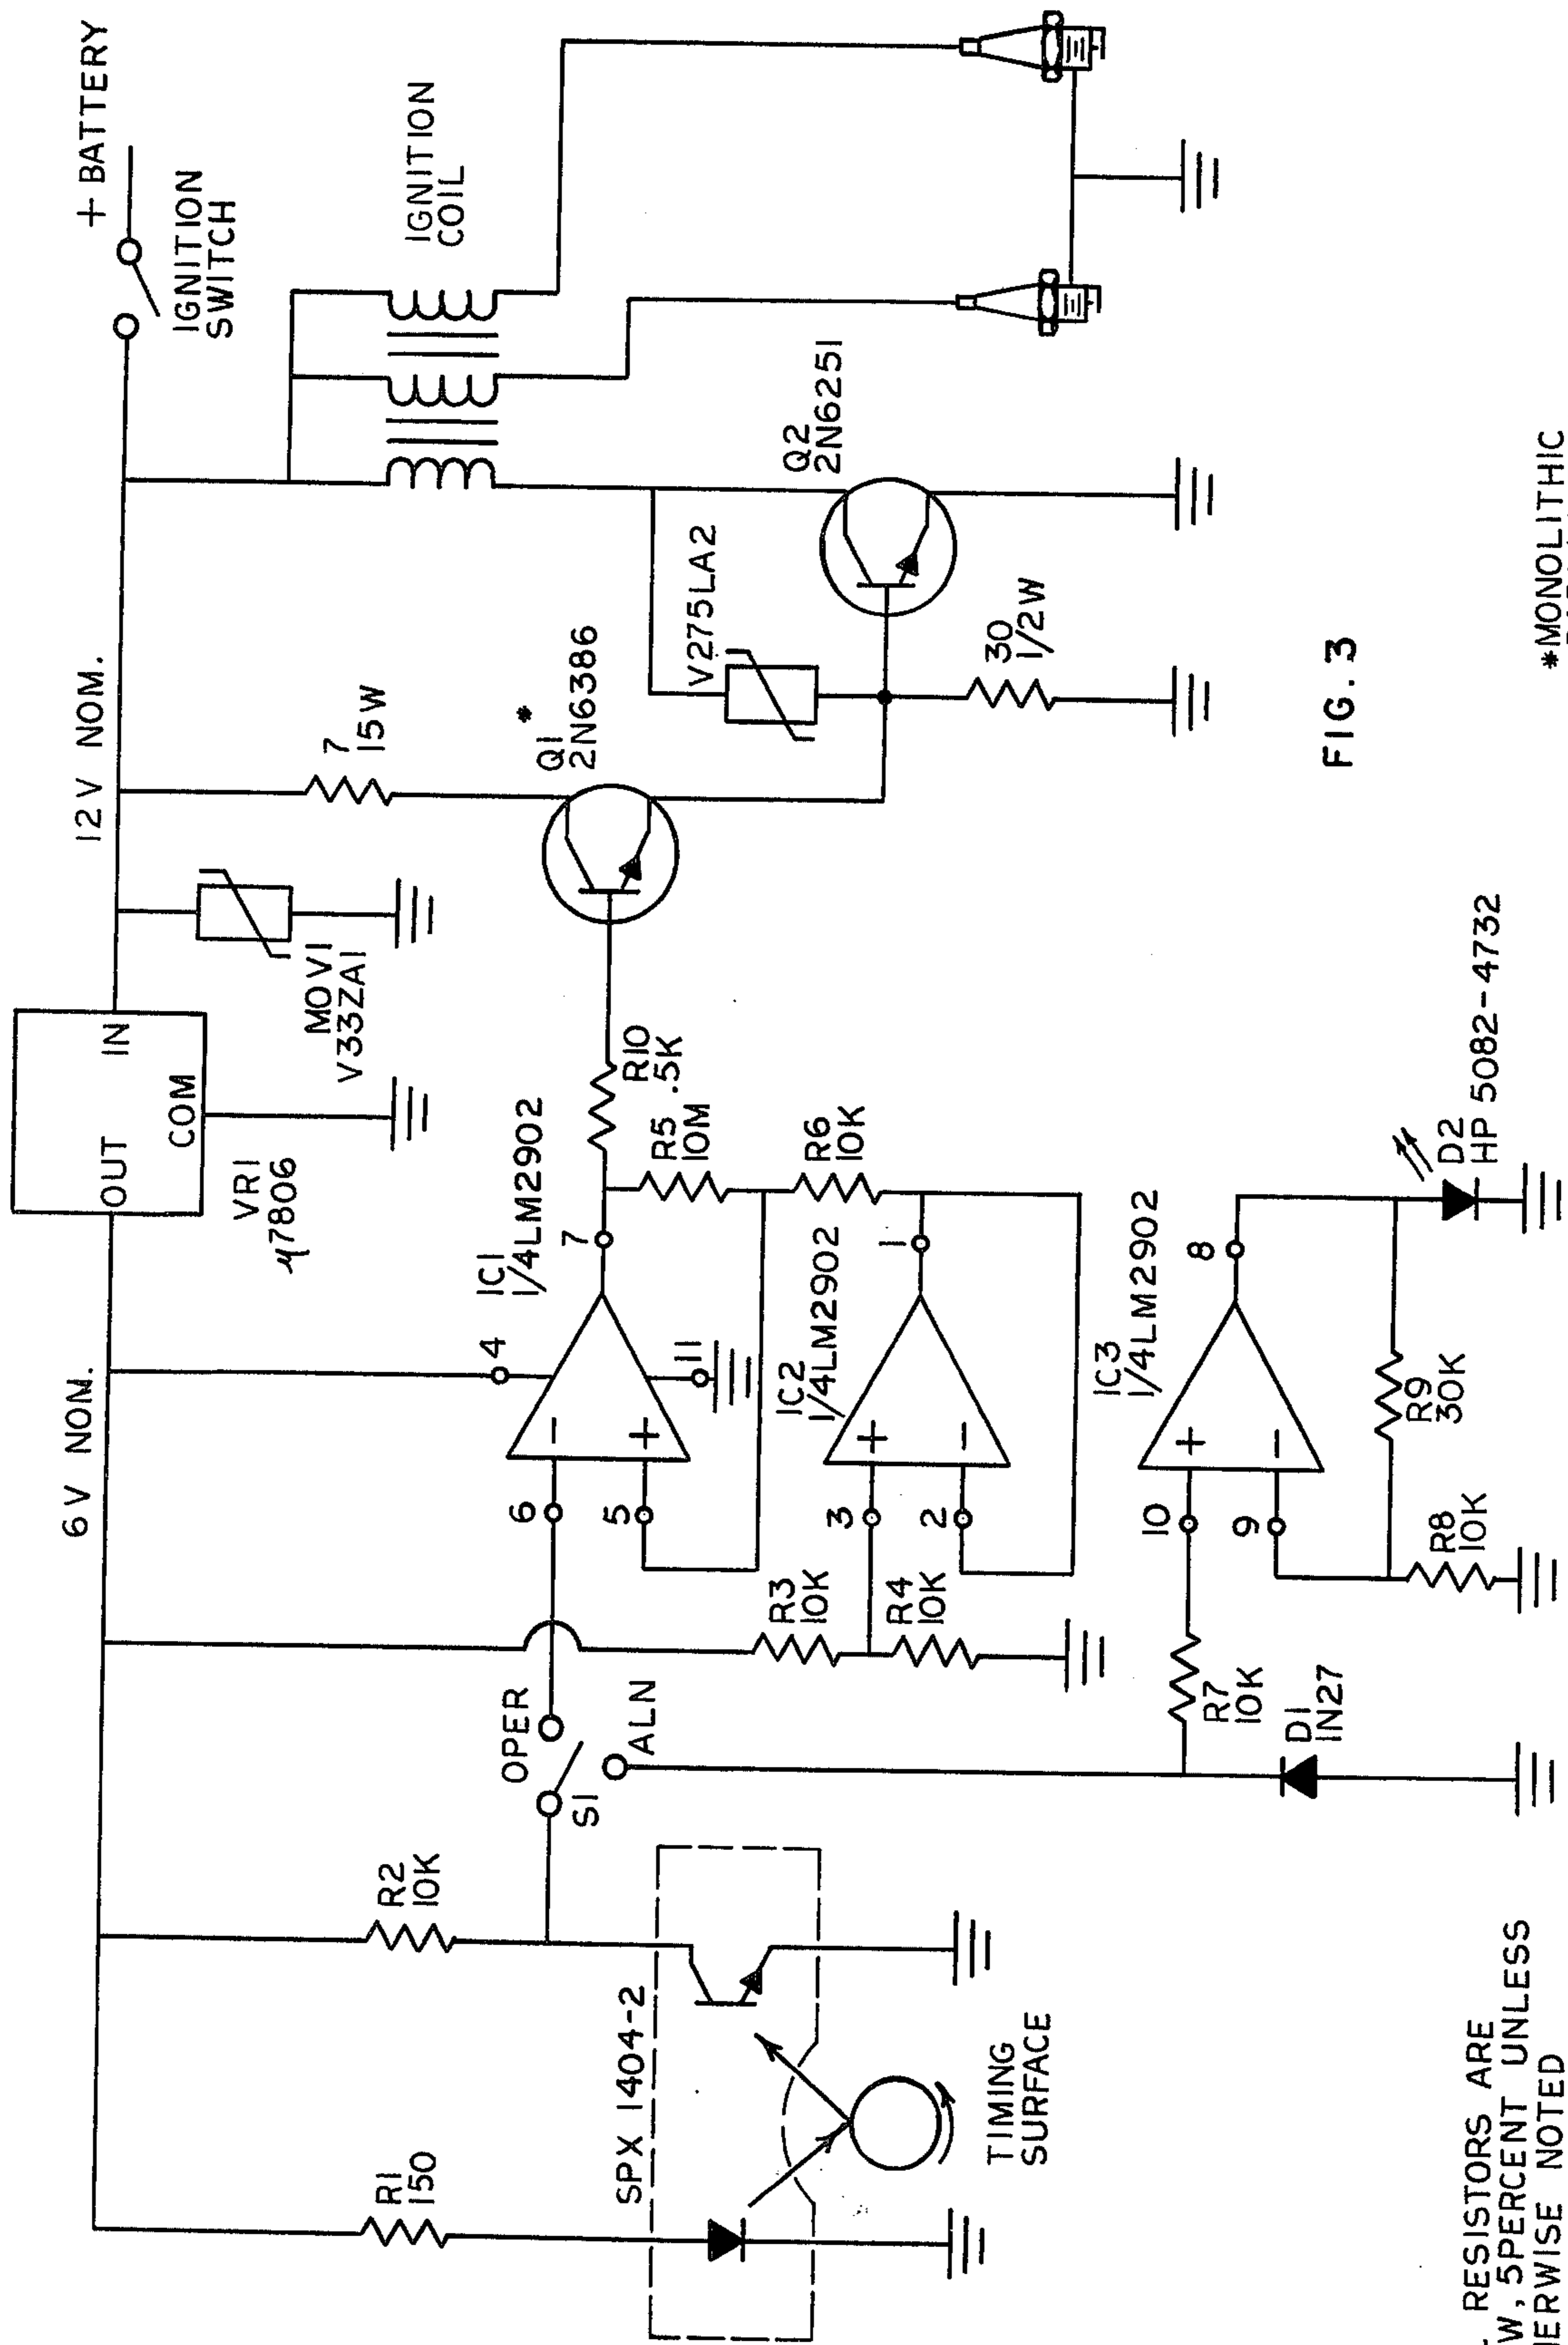 + BATTERY
IGNITION
SWITCH
12V NOM.
6V NOM.
IN
OUT
COM
VR1
μ7806
MOV1
V33ZA1
7
15W
IGNITION
COIL
R1
150
R2
10K
OPER
S1
ALN
6
5
4
11
7
IC1
1/4LM2902
R10
.5K
Q1 *
2N6386
V275LA2
Q2
2N6251
30
1/2W
R5
10M
R6
10K
R3
10K
R4
10K
3
2
1
+
-
-
+
IC2
1/4LM2902
SPX 1404-2
TIMING
SURFACE
R7
10K
D1
1N27
10
9
8
+
-
IC3
1/4LM2902
R8
10K
R9
30K
D2
HP 5082-4732
FIG. 3
RESISTORS ARE
W, 5PERCENT UNLESS
HERWISE NOTED
*MONOLITHIC